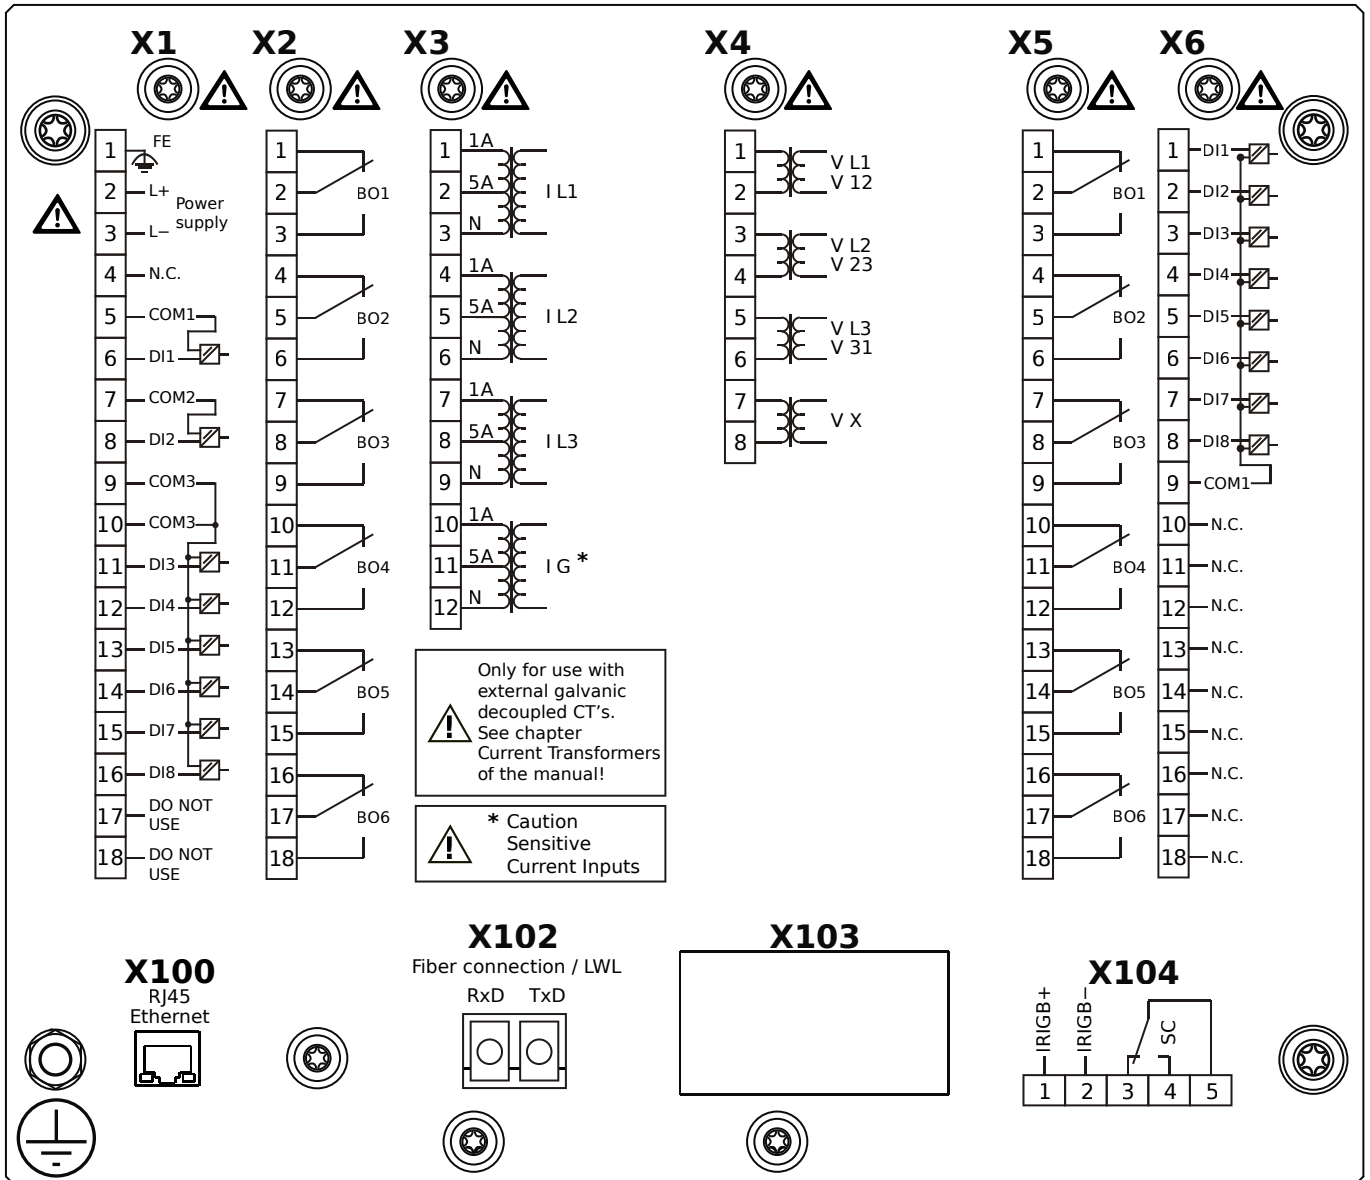 X1 X2 X3 X4 X5 X6
1 FE
2 L+ Power
3 L− supply
4 N.C.
5 COM1
6 DI1
7 COM2
8 DI2
9 COM3
10 COM3
11 DI3
12 DI4
13 DI5
14 DI6
15 DI7
16 DI8
17 DO NOT
USE
18 DO NOT
USE
1
2 BO1
3
4
5 BO2
6
7
8 BO3
9
10
11 BO4
12
13
14 BO5
15
16
17 BO6
18
1 1A
2 5A I L1
3 N
4 1A
5 5A I L2
6 N
7 1A
8 5A I L3
9 N
10 1A
11 5A I G *
12 N
Only for use with
external galvanic
decoupled CT's.
See chapter
Current Transformers
of the manual!
* Caution
Sensitive
Current Inputs
1 V L1
2 V 12
3 V L2
4 V 23
5 V L3
6 V 31
7 V X
8
1
2 BO1
3
4
5 BO2
6
7
8 BO3
9
10
11 BO4
12
13
14 BO5
15
16
17 BO6
18
1 DI1
2 DI2
3 DI3
4 DI4
5 DI5
6 DI6
7 DI7
8 DI8
9 COM1
10 N.C.
11 N.C.
12 N.C.
13 N.C.
14 N.C.
15 N.C.
16 N.C.
17 N.C.
18 N.C.
X100
RJ45
Ethernet
X102
Fiber connection / LWL
RxD TxD
X103
X104
IRIGB+ IRIGB− SC
1 2 3 4 5